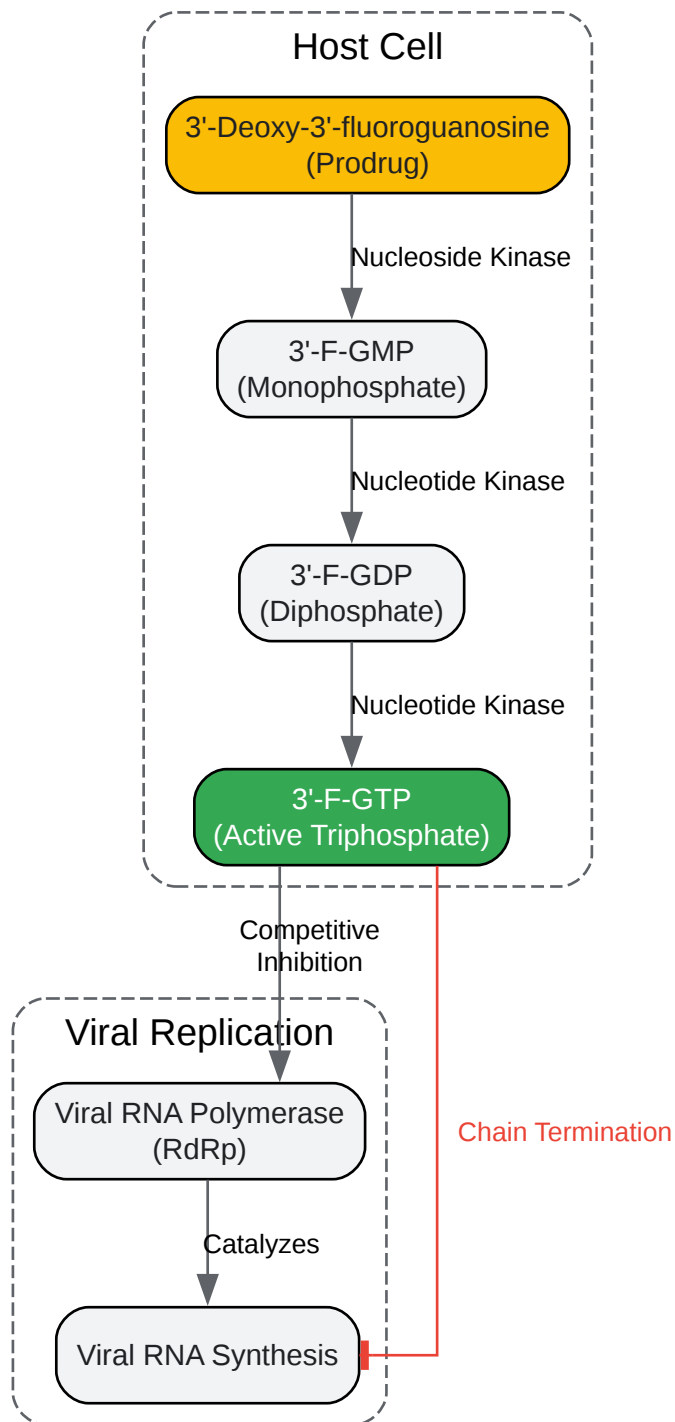 Host Cell
3'-Deoxy-3'-fluoroguanosine
(Prodrug)
Nucleoside Kinase
3'-F-GMP
(Monophosphate)
Nucleotide Kinase
3'-F-GDP
(Diphosphate)
Nucleotide Kinase
3'-F-GTP
(Active Triphosphate)
Competitive
Inhibition
Viral Replication
Viral RNA Polymerase
(RdRp)
Chain Termination
Catalyzes
Viral RNA Synthesis